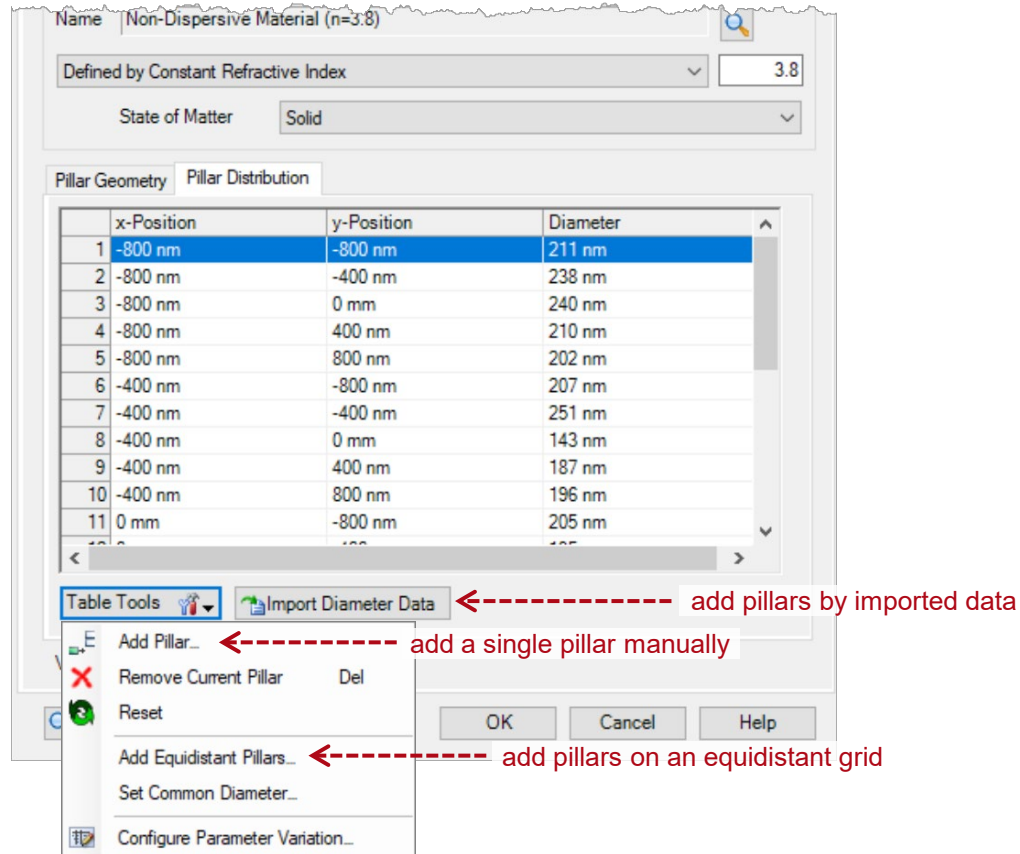 Name Non-Dispersive Material (n=3.8)
Defined by Constant Refractive Index 3.8
State of Matter Solid
Pillar Geometry Pillar Distribution
x-Position y-Position Diameter
1 -800 nm -800 nm 211 nm
2 -800 nm -400 nm 238 nm
3 -800 nm 0 mm 240 nm
4 -800 nm 400 nm 210 nm
5 -800 nm 800 nm 202 nm
6 -400 nm -800 nm 207 nm
7 -400 nm -400 nm 251 nm
8 -400 nm 0 mm 143 nm
9 -400 nm 400 nm 187 nm
10 -400 nm 800 nm 196 nm
11 0 mm -800 nm 205 nm
Table Tools Import Diameter Data add pillars by imported data
Add Pillar... add a single pillar manually
Remove Current Pillar Del
Reset
OK Cancel Help
Add Equidistant Pillars... add pillars on an equidistant grid
Set Common Diameter...
Configure Parameter Variation...